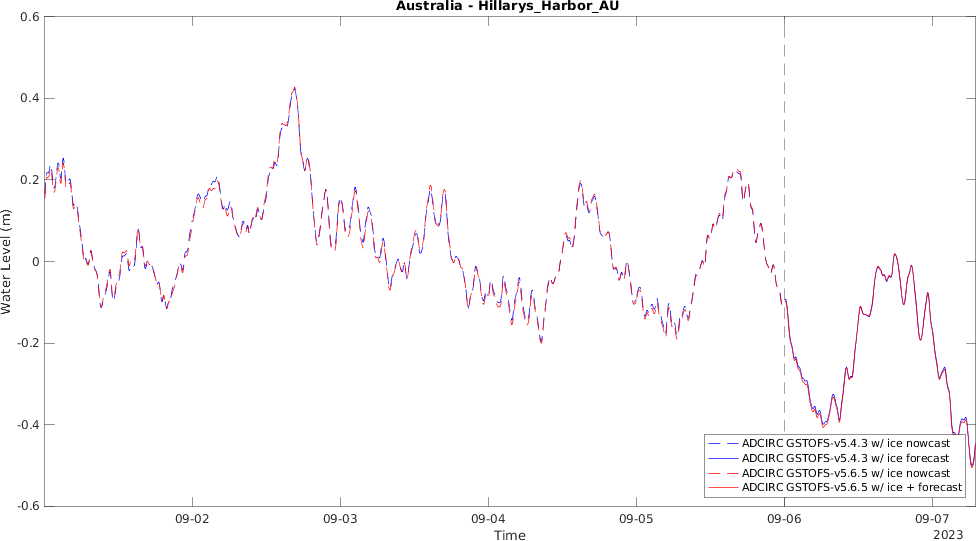 Australia - Hillarys_Harbor_AU
0.6
0.4
0.2
0
-0.2
-0.4
-0.6
Water Level (m)
09-02 09-03 09-04 09-05 09-06 09-07
Time
2023
ADCIRC GSTOFS-v5.4.3 w/ ice nowcast
ADCIRC GSTOFS-v5.4.3 w/ ice forecast
ADCIRC GSTOFS-v5.6.5 w/ ice nowcast
ADCIRC GSTOFS-v5.6.5 w/ ice + forecast